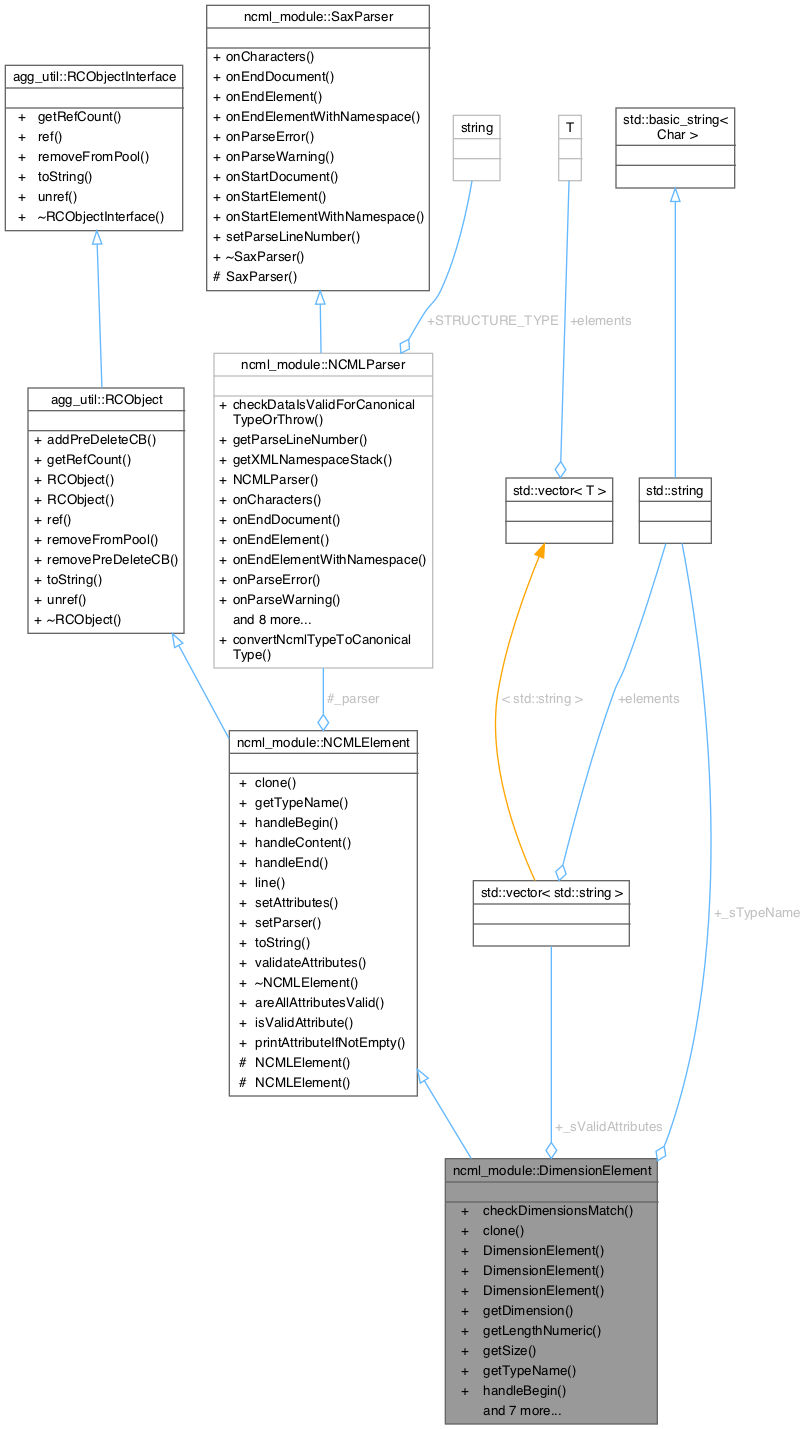 ncml_module::SaxParser
+ onCharacters()
+ onEndDocument()
+ onEndElement()
+ onEndElementWithNamespace()
+ onParseError()
+ onParseWarning()
+ onStartDocument()
+ onStartElement()
+ onStartElementWithNamespace()
+ setParseLineNumber()
+ ~SaxParser()
# SaxParser()
agg_util::RCObjectInterface
+ getRefCount()
+ ref()
+ removeFromPool()
+ toString()
+ unref()
+ ~RCObjectInterface()
string
T
std::basic_string<
Char >
+STRUCTURE_TYPE
+elements
ncml_module::NCMLParser
+ checkDataIsValidForCanonical
TypeOrThrow()
+ getParseLineNumber()
+ getXMLNamespaceStack()
+ NCMLParser()
+ onCharacters()
+ onEndDocument()
+ onEndElement()
+ onEndElementWithNamespace()
+ onParseError()
+ onParseWarning()
and 8 more...
+ convertNcmlTypeToCanonical
Type()
agg_util::RCObject
+ addPreDeleteCB()
+ getRefCount()
+ RCObject()
+ RCObject()
+ ref()
+ removeFromPool()
+ removePreDeleteCB()
+ toString()
+ unref()
+ ~RCObject()
std::vector< T >
std::string
#_parser
< std::string >
+elements
ncml_module::NCMLElement
+ clone()
+ getTypeName()
+ handleBegin()
+ handleContent()
+ handleEnd()
+ line()
+ setAttributes()
+ setParser()
+ toString()
+ validateAttributes()
+ ~NCMLElement()
+ areAllAttributesValid()
+ isValidAttribute()
+ printAttributeIfNotEmpty()
# NCMLElement()
# NCMLElement()
std::vector< std::string >
+_sTypeName
+_sValidAttributes
ncml_module::DimensionElement
+ checkDimensionsMatch()
+ clone()
+ DimensionElement()
+ DimensionElement()
+ DimensionElement()
+ getDimension()
+ getLengthNumeric()
+ getSize()
+ getTypeName()
+ handleBegin()
and 7 more...